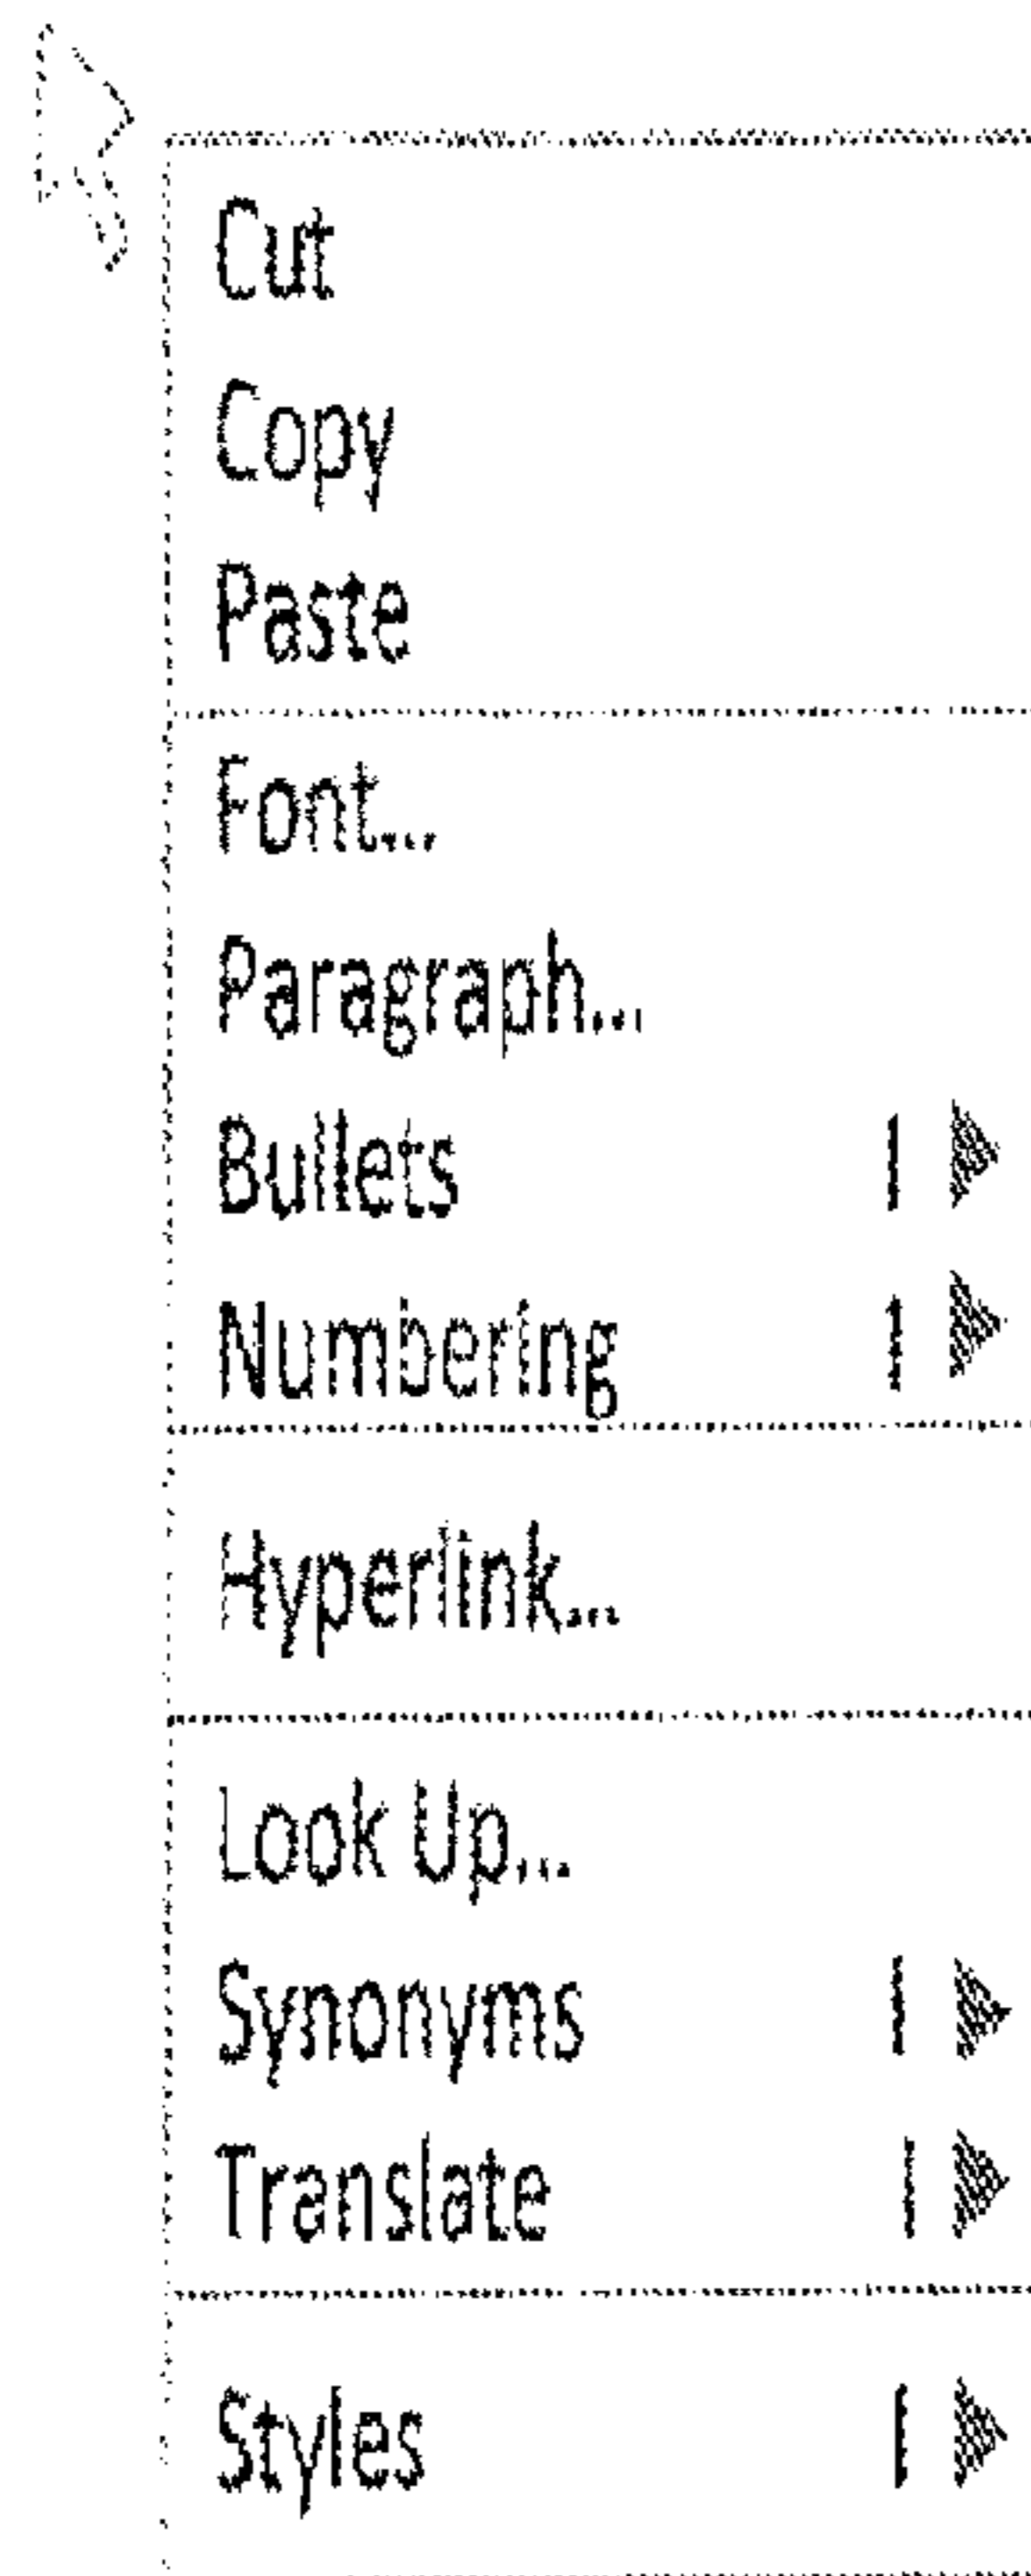 Cut
Copy
Paste
Font...
Paragraph...
Bullets
Numbering
Hyperlink...
Look Up...
Synonyms
Translate
Styles